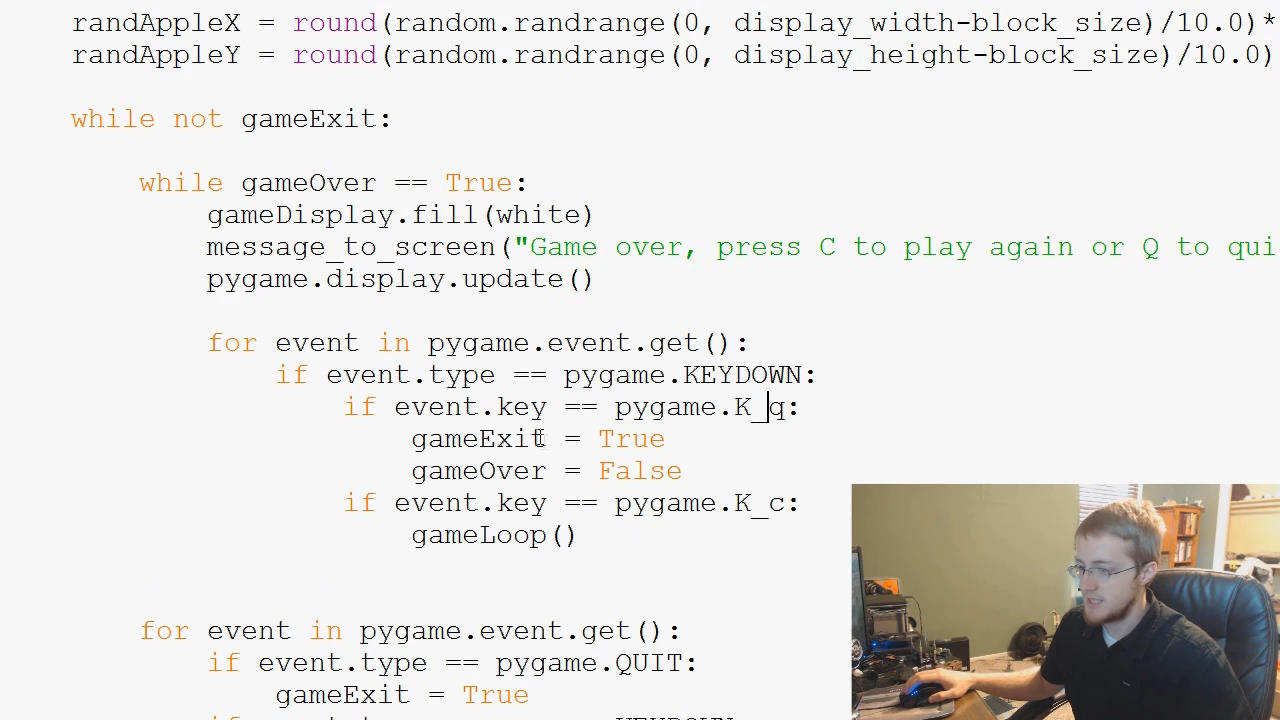 randAppleX = round(random.randrange(0, display_width-block_size)/10.0)*
randAppleY = round(random.randrange(0, display_height-block_size)/10.0)
while not gameExit:
while gameOver == True:
gameDisplay.fill(white)
message_to_screen("Game over, press C to play again or Q to qui
pygame.display.update()
for event in pygame.event.get():
if event.type == pygame.KEYDOWN:
if event.key == pygame.K_q:
gameExit = True
gameOver = False
if event.key == pygame.K_c:
gameLoop()
for event in pygame.event.get():
if event.type == pygame.QUIT:
gameExit = True